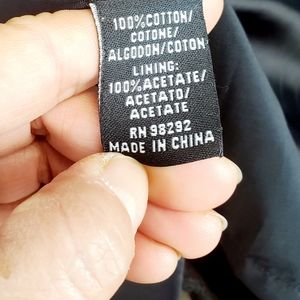 100%COTTON/
COTONE/
ALGODON/COTON
LINING:
100%ACETATE/
ACETATO/
ACETATE
RN 98292
MADE IN CHINA